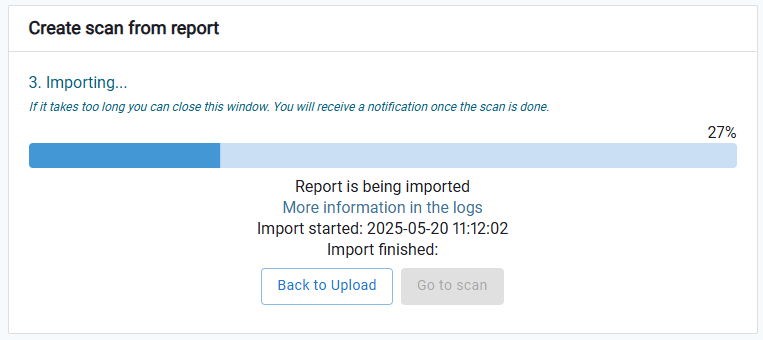 Create scan from report
3. Importing...
If it takes too long you can close this window. You will receive a notification once the scan is done.
27%
Report is being imported
More information in the logs
Import started: 2025-05-20 11:12:02
Import finished:
Back to Upload
Go to scan